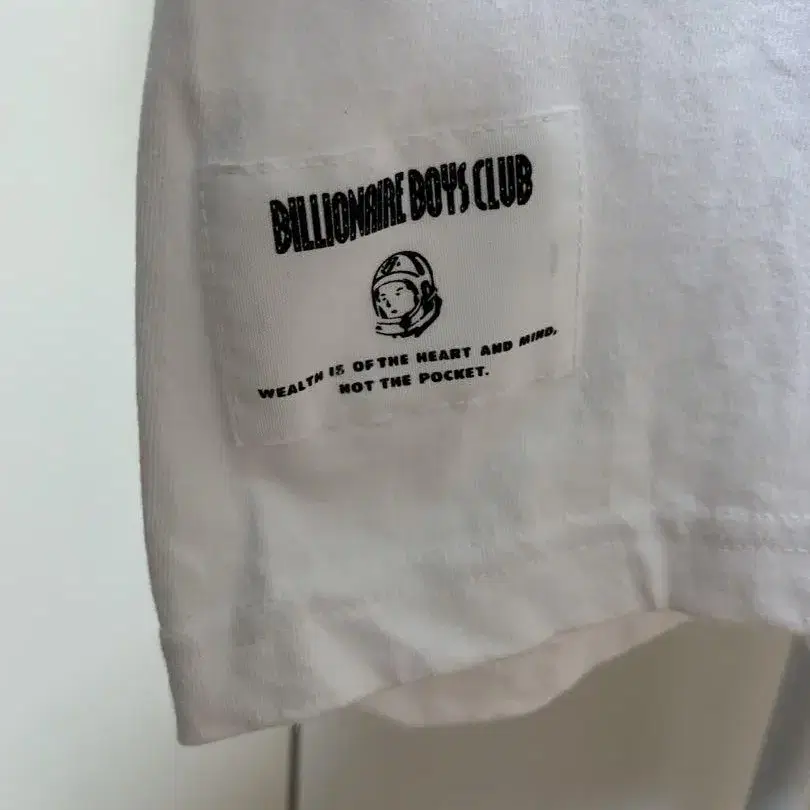 BILLIONAIRE BOYS CLUB
WEALTH IS OF THE HEART AND MIND,
NOT THE POCKET.